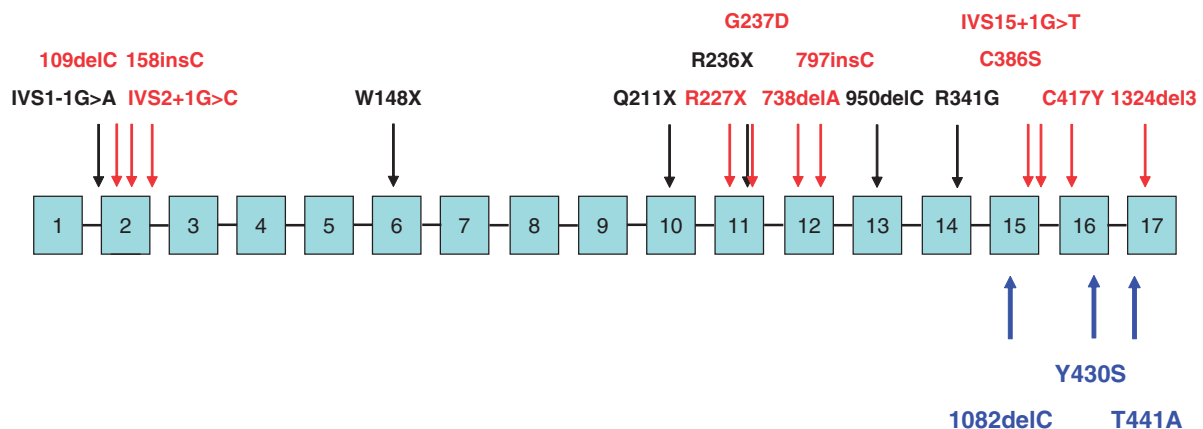 G237D IVS15+1G>T
109delC 158insC R236X 797insC C386S
IVS1-1G>A IVS2+1G>C W148X Q211X R227X 738delA 950delC R341G C417Y 1324del3
1 2 3 4 5 6 7 8 9 10 11 12 13 14 15 16 17
Y430S
1082delC T441A